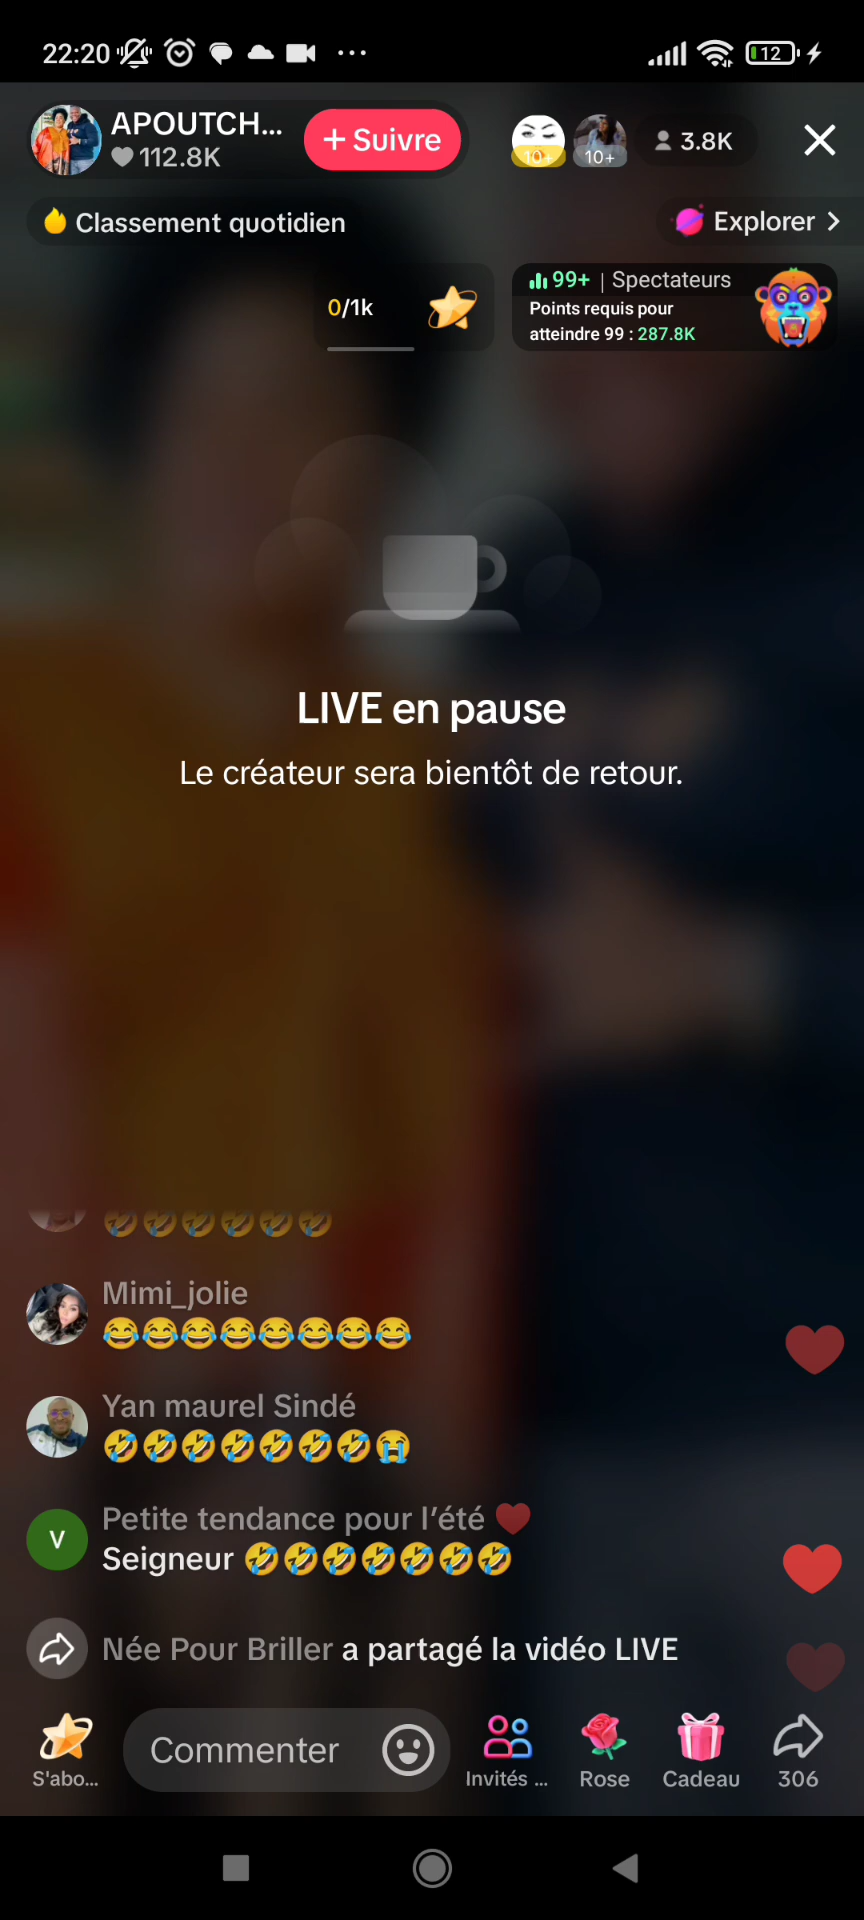 22:20
12
APOUTCH...
112.8K
+ Suivre
10+
10+
3.8K
Classement quotidien
Explorer
0/1k
99+ | Spectateurs
Points requis pour
atteindre 99 : 287.8K
LIVE en pause
Le créateur sera bientôt de retour.
🤣🤣🤣🤣🤣🤣
Mimi_jolie
😂😂😂😂😂😂😂😂
Yan maurel Sindé
🤣🤣🤣🤣🤣🤣🤣😭
V
Petite tendance pour l’été ❤️
Seigneur 🤣🤣🤣🤣🤣🤣🤣
Née Pour Briller a partagé la vidéo LIVE
Commenter
S'abo...
Invités ...
Rose
Cadeau
306